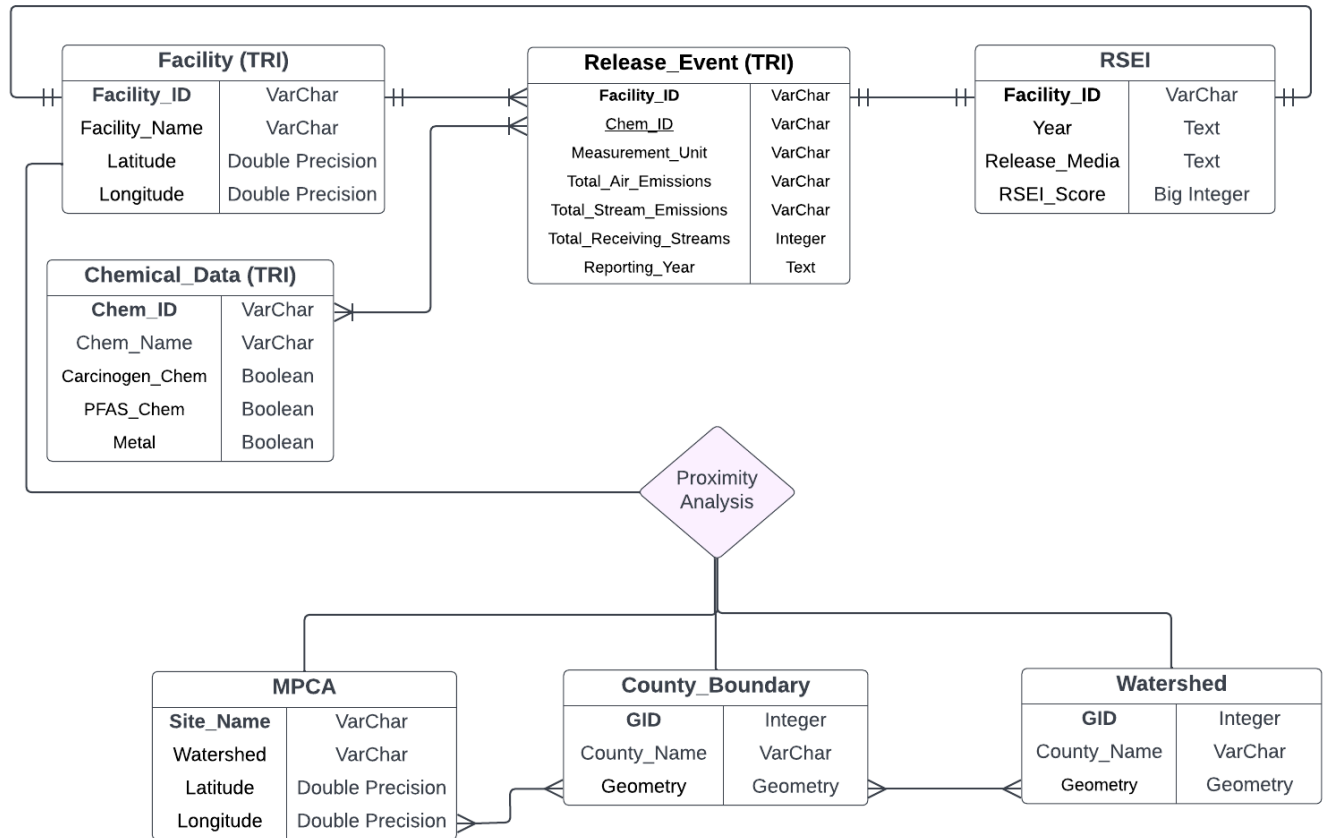 Facility (TRI)
Facility_ID VarChar
Facility_Name VarChar
Latitude Double Precision
Longitude Double Precision
Release_Event (TRI)
Facility_ID VarChar
Chem_ID VarChar
Measurement_Unit VarChar
Total_Air_Emissions VarChar
Total_Stream_Emissions VarChar
Total_Receiving_Streams Integer
Reporting_Year Text
RSEI
Facility_ID VarChar
Year Text
Release_Media Text
RSEI_Score Big Integer
Chemical_Data (TRI)
Chem_ID VarChar
Chem_Name VarChar
Carcinogen_Chem Boolean
PFAS_Chem Boolean
Metal Boolean
Proximity
Analysis
MPCA
Site_Name VarChar
Watershed VarChar
Latitude Double Precision
Longitude Double Precision
County_Boundary
GID Integer
County_Name VarChar
Geometry Geometry
Watershed
GID Integer
County_Name VarChar
Geometry Geometry